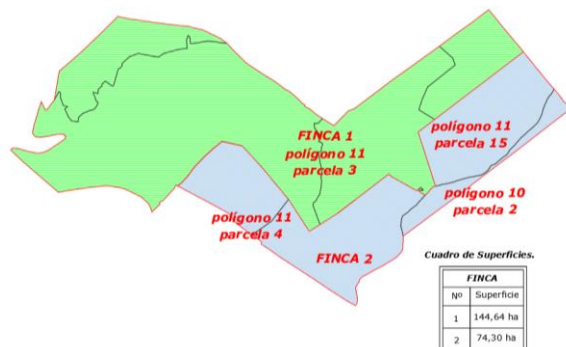 FINCA 1
polígono 11
parcela 3
polígono 11
parcela 15
polígono 10
parcela 2
polígono 11
parcela 4
FINCA 2
Cuadro de Superficies.
FINCA
Nº Superficie
1 144,64 ha
2 74,30 ha